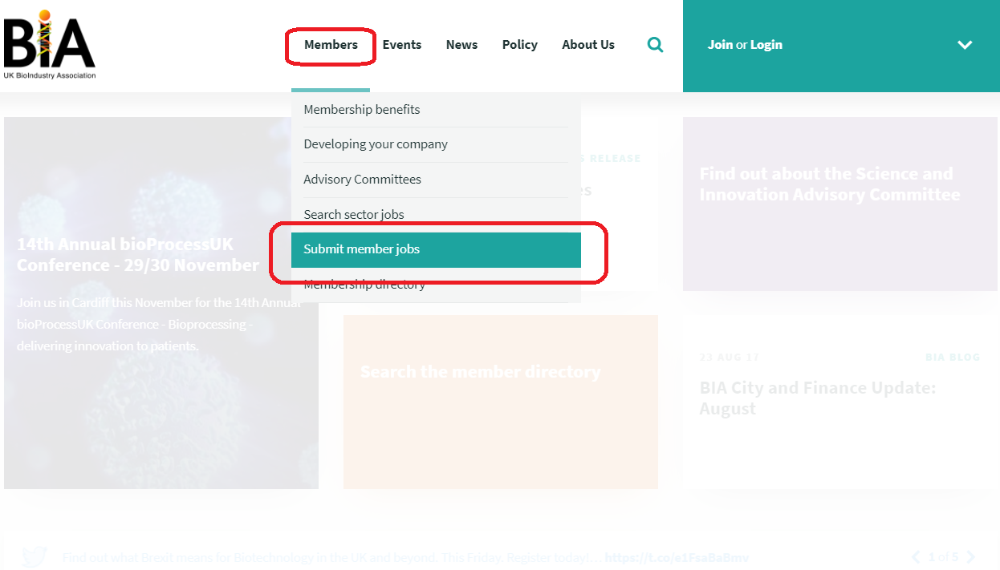 BIA
UK BioIndustry Association
Members
Events
News
Policy
About Us
Join or Login
Membership benefits
Developing your company
Advisory Committees
Search sector jobs
Submit member jobs
Membership directory
14th Annual bioProcessUK
Conference - 29/30 November
Join us in Cardiff this November for the 14th Annual
bioProcessUK Conference - Bioprocessing -
delivering innovation to patients.
RELEASE
Search the member directory
Find out about the Science and
Innovation Advisory Committee
23 AUG 17
BIA BLOG
BIA City and Finance Update:
August
Find out what Brexit means for Biotechnology in the UK and beyond. This Friday. Register today!... https://t.co/e1FsaBaBmv
1 of 5